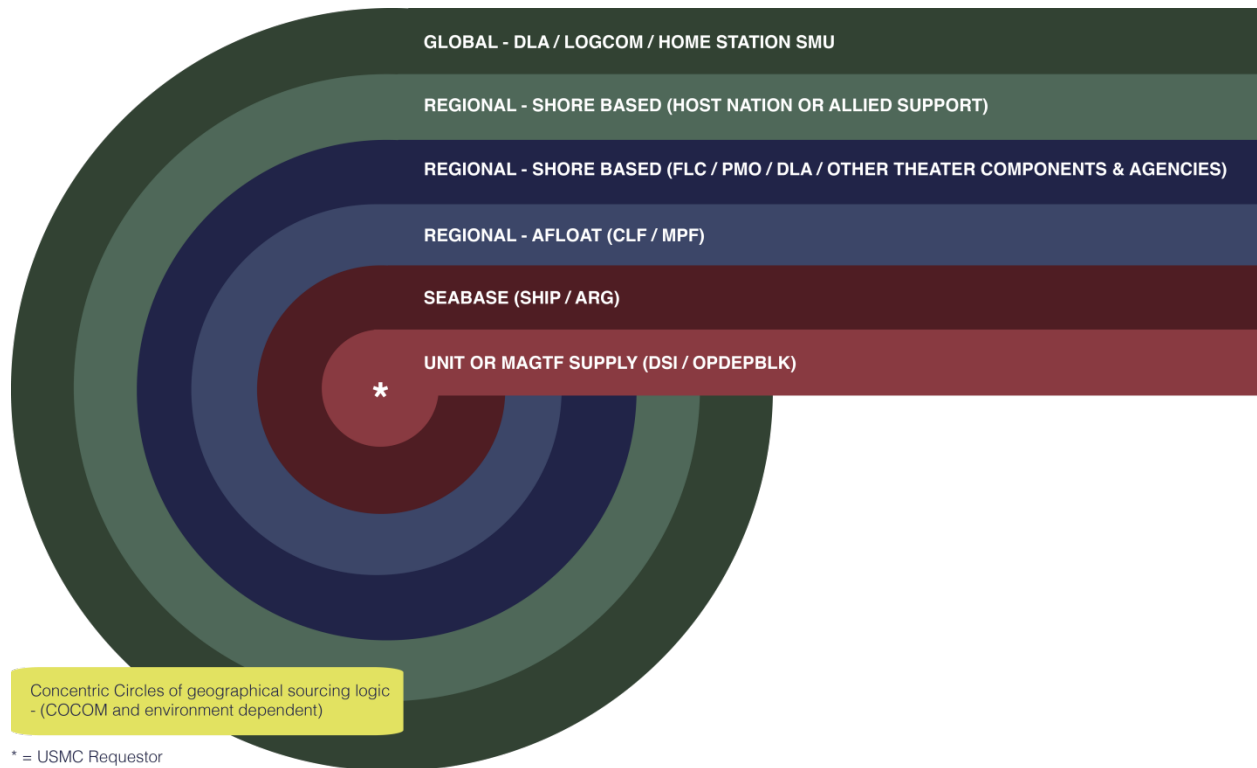 GLOBAL - DLA / LOGCOM / HOME STATION SMU
REGIONAL - SHORE BASED (HOST NATION OR ALLIED SUPPORT)
REGIONAL - SHORE BASED (FLC / PMO / DLA / OTHER THEATER COMPONENTS & AGENCIES)
REGIONAL - AFLOAT (CLF / MPF)
SEABASE (SHIP / ARG)
UNIT OR MAGTF SUPPLY (DSI / OPDEPBLK)
*
Concentric Circles of geographical sourcing logic
- (COCOM and environment dependent)
* = USMC Requestor